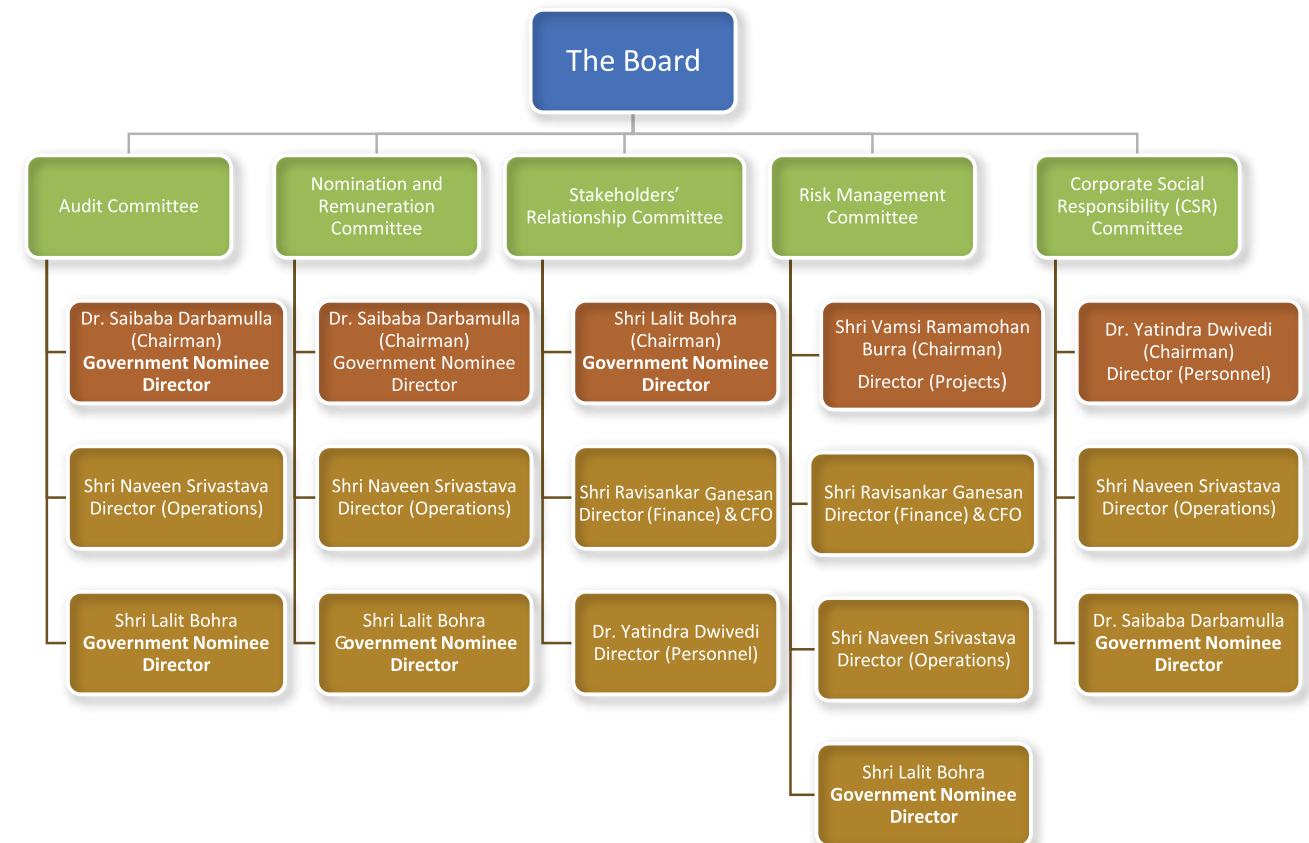 The Board
Audit Committee
Nomination and
Remuneration
Committee
Stakeholders’
Relationship Committee
Risk Management
Committee
Corporate Social
Responsibility (CSR)
Committee
Dr. Saibaba Darbamulla
(Chairman)
Government Nominee
Director
Shri Naveen Srivastava
Director (Operations)
Shri Lalit Bohra
Government Nominee
Director
Dr. Saibaba Darbamulla
(Chairman)
Government Nominee
Director
Shri Naveen Srivastava
Director (Operations)
Shri Lalit Bohra
Government Nominee
Director
Shri Lalit Bohra
(Chairman)
Government Nominee
Director
Shri Ravisankar Ganesan
Director (Finance) & CFO
Dr. Yatindra Dwivedi
Director (Personnel)
Shri Vamsi Ramamohan
Burra (Chairman)
Director (Projects)
Shri Ravisankar Ganesan
Director (Finance) & CFO
Shri Naveen Srivastava
Director (Operations)
Shri Lalit Bohra
Government Nominee
Director
Dr. Yatindra Dwivedi
(Chairman)
Director (Personnel)
Shri Naveen Srivastava
Director (Operations)
Dr. Saibaba Darbamulla
Government Nominee
Director